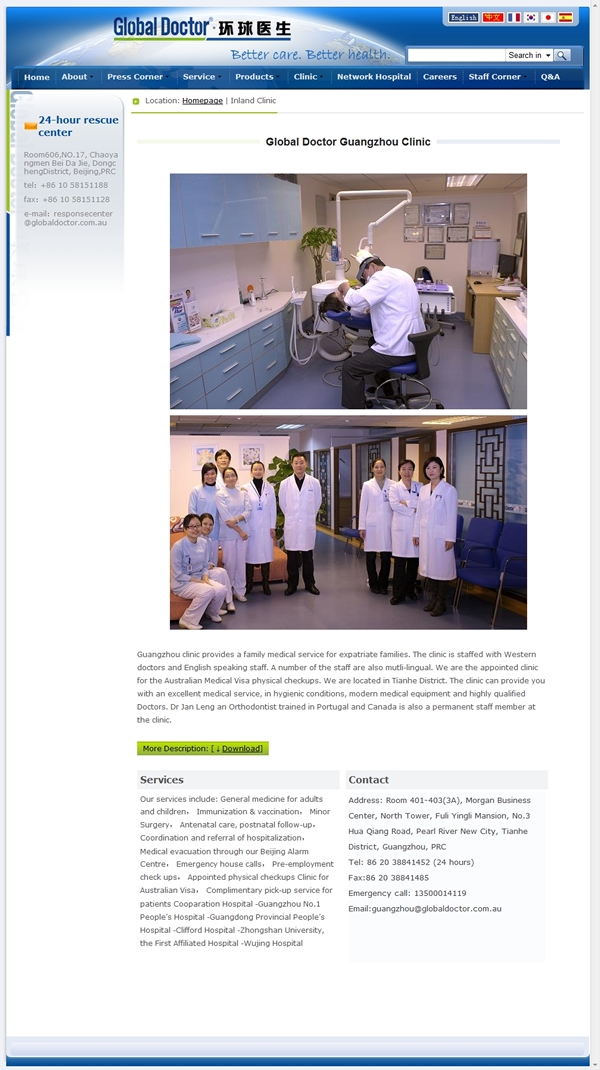 Global Doctor® · 环球医生
English 中文
Better care. Better health.
Search in
Home About Press Corner Service Products Clinic Network Hospital Careers Staff Corner Q&A
24-hour rescue
center
Room606,NO.17, Chaoya
ngmen Bei Da Jie, Dongc
hengDistrict, Beijing,PRC
tel: +86 10 58151188
fax: +86 10 58151128
e-mail: responsecenter
@globaldoctor.com.au
Location: Homepage | Inland Clinic
Global Doctor Guangzhou Clinic
Guangzhou clinic provides a family medical service for expatriate families. The clinic is staffed with Western
doctors and English speaking staff. A number of the staff are also mutli-lingual. We are the appointed clinic
for the Australian Medical Visa physical checkups. We are located in Tianhe District. The clinic can provide you
with an excellent medical service, in hygienic conditions, modern medical equipment and highly qualified
Doctors. Dr Jan Leng an Orthodontist trained in Portugal and Canada is also a permanent staff member at
the clinic.
More Description: [ ↓ Download]
Services
Our services include: General medicine for adults
and children， Immunization & vaccination， Minor
Surgery， Antenatal care, postnatal follow-up，
Coordination and referral of hospitalization，
Medical evacuation through our Beijing Alarm
Centre， Emergency house calls， Pre-employment
check ups， Appointed physical checkups Clinic for
Australian Visa， Complimentary pick-up service for
patients Cooparation Hospital -Guangzhou No.1
People’s Hospital -Guangdong Provincial People’s
Hospital -Clifford Hospital -Zhongshan University,
the First Affiliated Hospital -Wujing Hospital
Contact
Address: Room 401-403(3A), Morgan Business
Center, North Tower, Fuli Yingli Mansion, No.3
Hua Qiang Road, Pearl River New City, Tianhe
District, Guangzhou, PRC
Tel: 86 20 38841452 (24 hours)
Fax:86 20 38841485
Emergency call: 13500014119
Email:guangzhou@globaldoctor.com.au